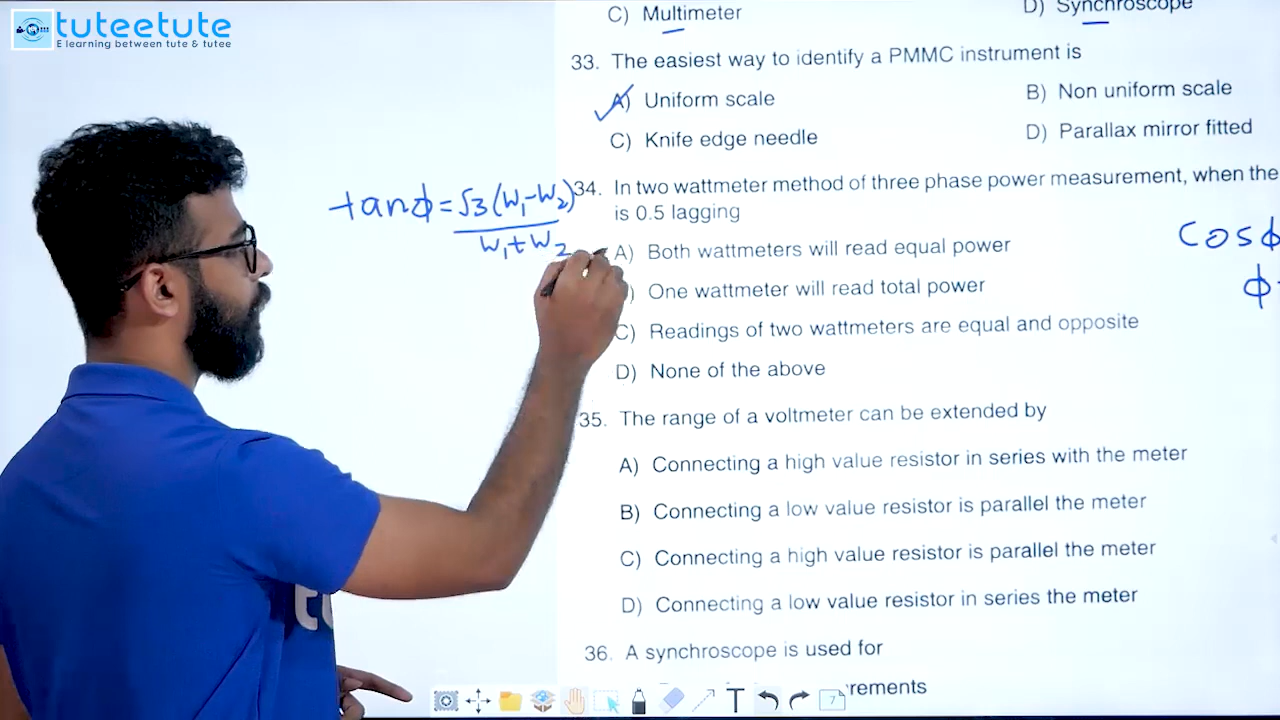 tuteetute
E learning between tute & tutee
C) Multimeter
D) Synchroscope
33. The easiest way to identify a PMMC instrument is
A) Uniform scale
B) Non uniform scale
C) Knife edge needle
D) Parallax mirror fitted
34. In two wattmeter method of three phase power measurement, when the
is 0.5 lagging
tanϕ = √3(W₁-W₂)
W₁+W₂
cosϕ
ϕ
A) Both wattmeters will read equal power
) One wattmeter will read total power
C) Readings of two wattmeters are equal and opposite
D) None of the above
35. The range of a voltmeter can be extended by
A) Connecting a high value resistor in series with the meter
B) Connecting a low value resistor is parallel the meter
C) Connecting a high value resistor is parallel the meter
D) Connecting a low value resistor in series the meter
36. A synchroscope is used for
rements
T
7